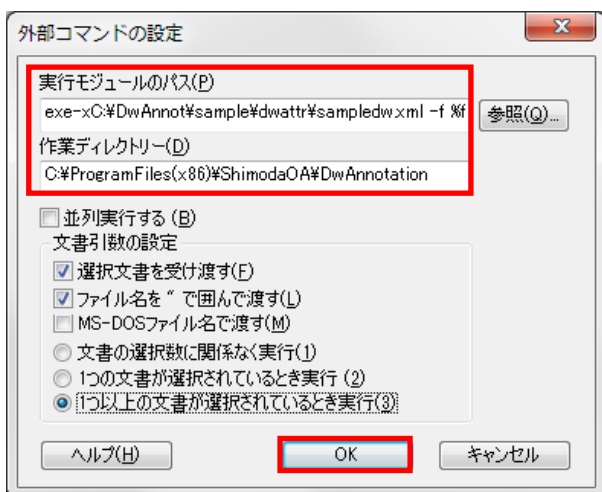 外部コマンドの設定
実行モジュールのパス(P)
exe-xC:¥DwAnnot¥sample¥dwattr¥sampledw.xml -f %f
参照(Q)...
作業ディレクトリー(D)
C:¥ProgramFiles(x86)¥ShimodaOA¥DwAnnotation
並列実行する (B)
文書引数の設定
選択文書を受け渡す(F)
ファイル名を “ で囲んで渡す(L)
MS-DOSファイル名で渡す(M)
文書の選択数に関係なく実行(1)
1つの文書が選択されているとき実行 (2)
1つ以上の文書が選択されているとき実行(3)
ヘルプ(H)
OK
キャンセル